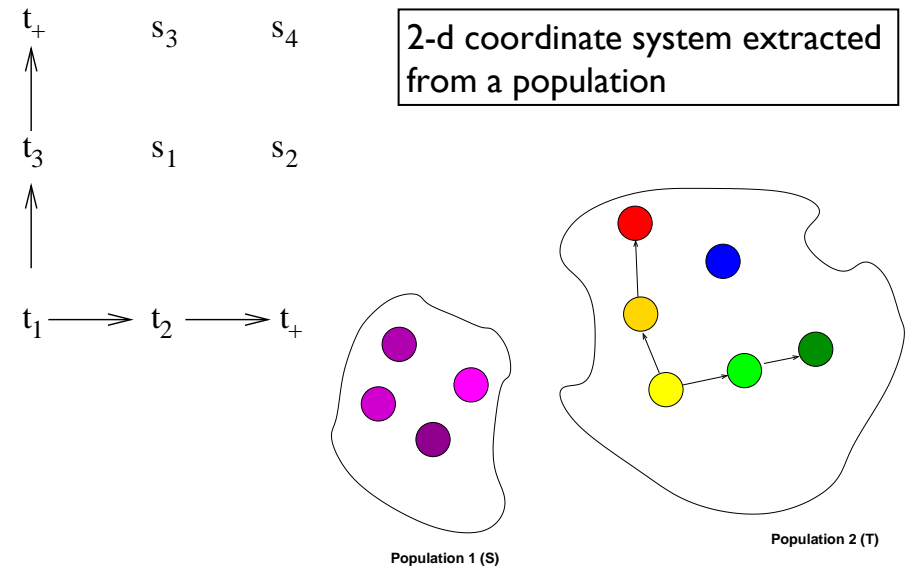 t+ s3 s4
2-d coordinate system extracted
from a population
t3 s1 s2
t1 t2 t+
Population 1 (S)
Population 2 (T)